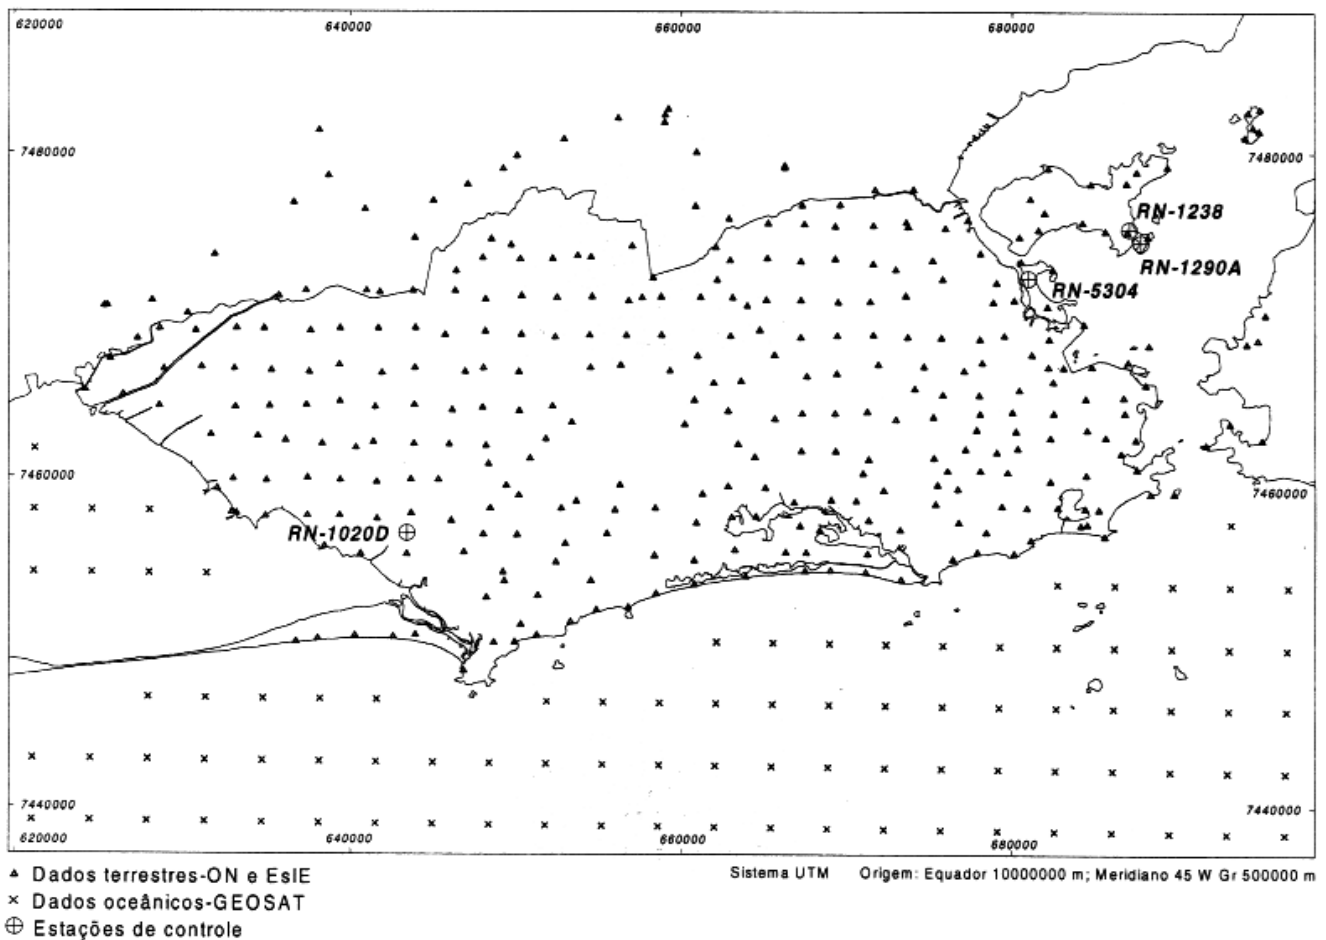 620000
640000
660000
680000
7480000
7480000
RN-1238
RN-1290A
RN-5304
7460000
7460000
RN-1020D
7440000
7440000
620000
640000
660000
680000
Dados terrestres-ON e EsIE
Sistema UTM Origem: Equador 10000000 m; Meridiano 45 W Gr 500000 m
Dados oceânicos-GEOSAT
Estações de controle